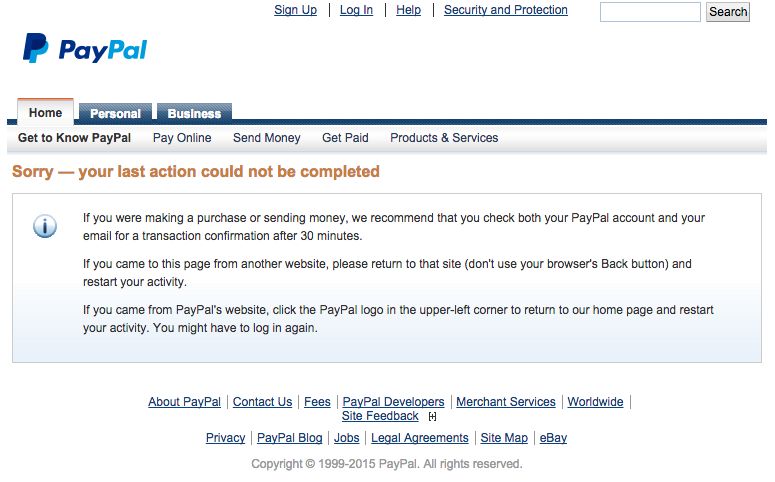 Sign Up | Log In | Help | Security and Protection Search
PayPal
Home Personal Business
Get to Know PayPal Pay Online Send Money Get Paid Products & Services
Sorry — your last action could not be completed
If you were making a purchase or sending money, we recommend that you check both your PayPal account and your
email for a transaction confirmation after 30 minutes.
If you came to this page from another website, please return to that site (don't use your browser's Back button) and
restart your activity.
If you came from PayPal's website, click the PayPal logo in the upper-left corner to return to our home page and restart
your activity. You might have to log in again.
About PayPal | Contact Us | Fees | PayPal Developers | Merchant Services | Worldwide |
Site Feedback [+]
Privacy | PayPal Blog | Jobs | Legal Agreements | Site Map | eBay
Copyright © 1999-2015 PayPal. All rights reserved.